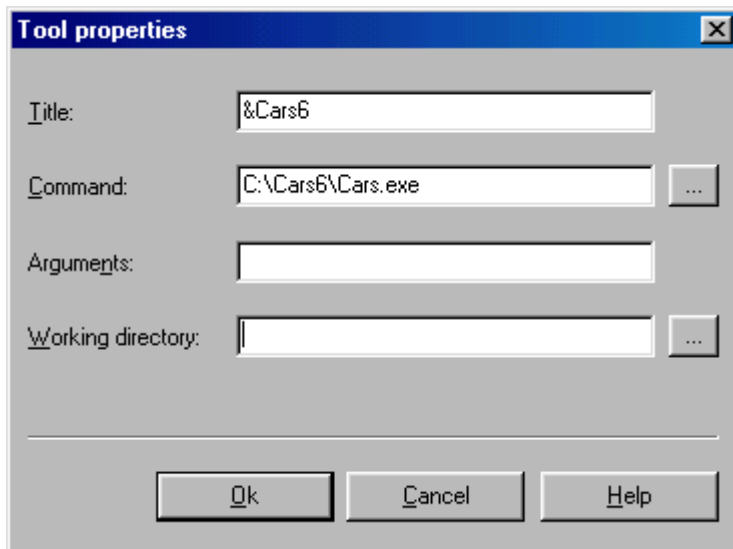 Tool properties
Title: &Cars6
Command: C:\Cars6\Cars.exe ...
Arguments:
Working directory: ...
Ok Cancel Help